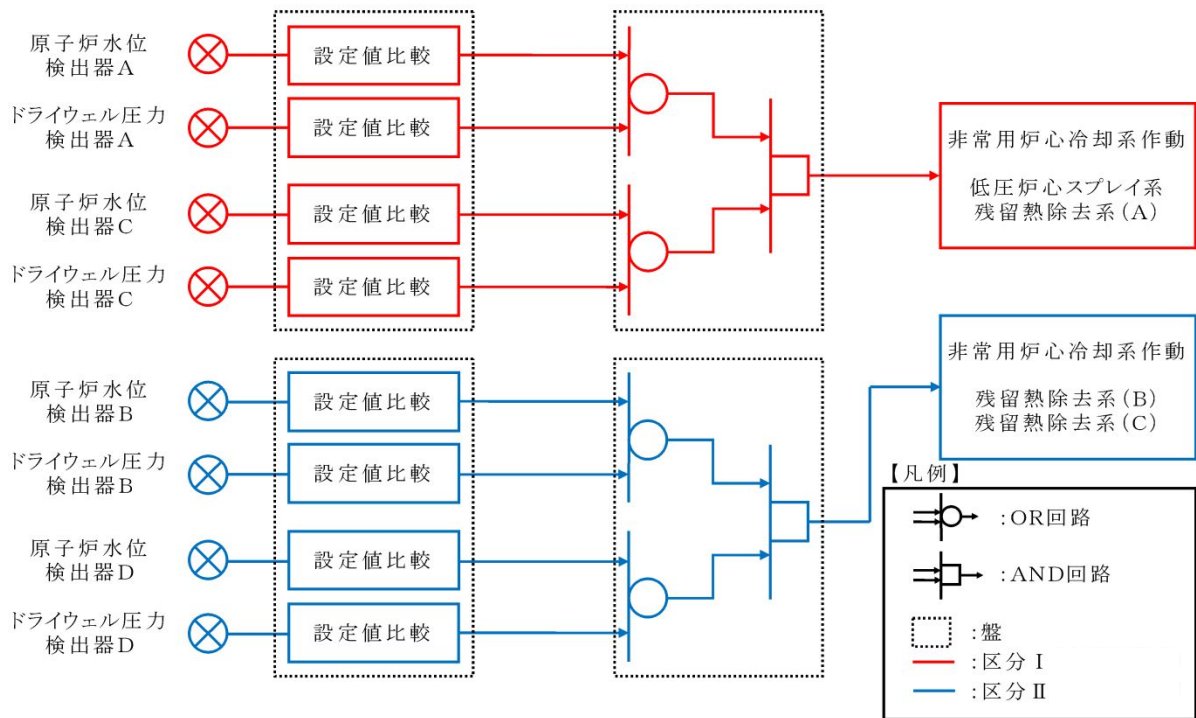 原子炉水位
検出器A
設定値比較
ドライウェル圧力
検出器A
設定値比較
原子炉水位
検出器C
設定値比較
ドライウェル圧力
検出器C
設定値比較
非常用炉心冷却系作動
低圧炉心スプレイ系
残留熱除去系(A)
原子炉水位
検出器B
設定値比較
ドライウェル圧力
検出器B
設定値比較
原子炉水位
検出器D
設定値比較
ドライウェル圧力
検出器D
設定値比較
非常用炉心冷却系作動
残留熱除去系(B)
残留熱除去系(C)
【凡例】
:OR回路
:AND回路
:盤
:区分Ⅰ
:区分Ⅱ